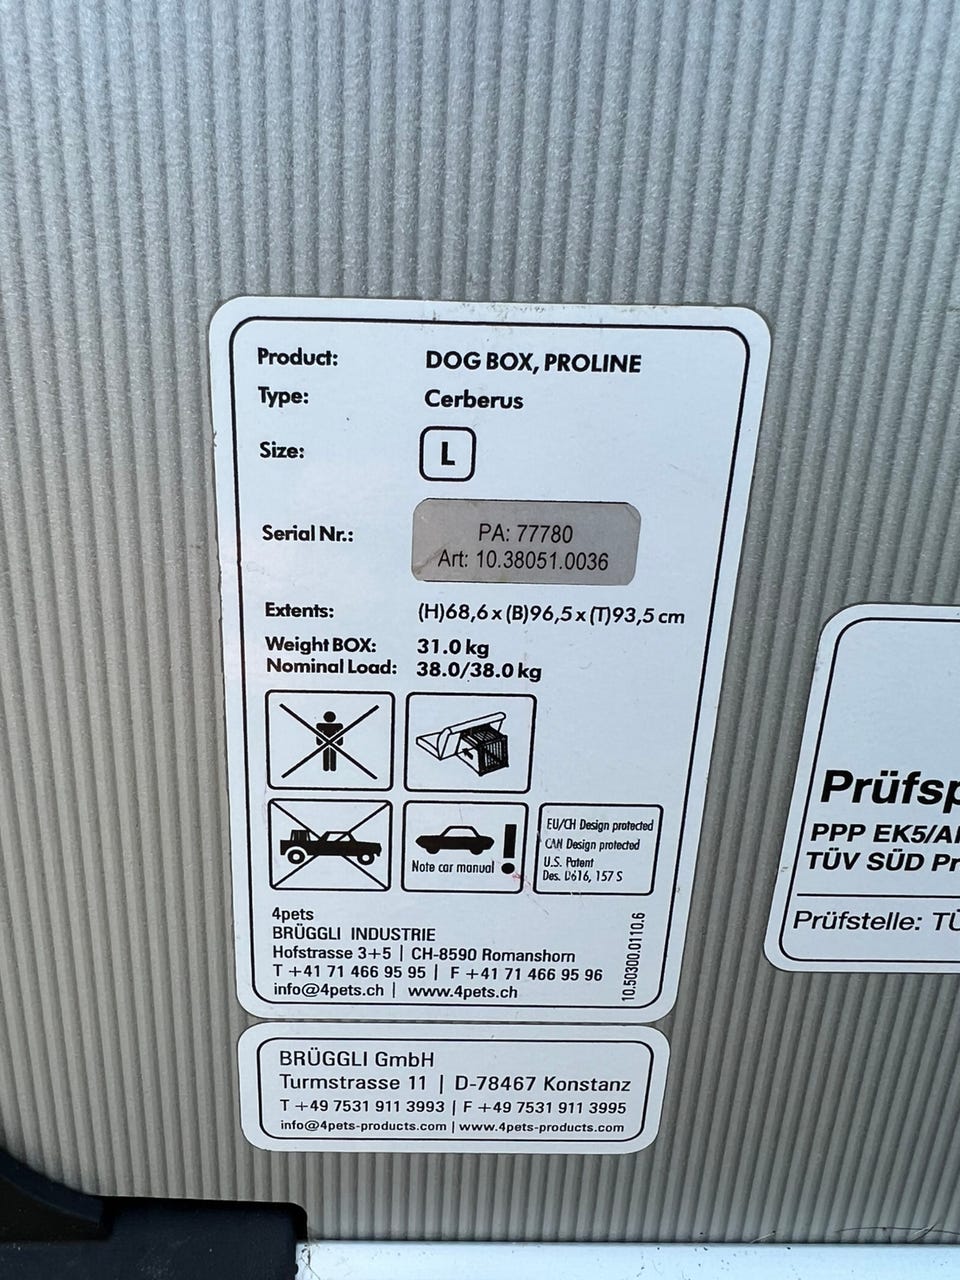 Product: DOG BOX, PROLINE
Type: Cerberus
Size: L
Serial Nr.: PA: 77780
Art: 10.38051.0036
Extents: (H)68,6 x (B)96,5 x (T)93,5 cm
Weight BOX: 31.0 kg
Nominal Load: 38.0/38.0 kg
Note car manual !
EU/CH Design protected
CAN Design protected
U.S. Patent
Des. D616, 157 S
4pets
BRÜGGLI INDUSTRIE
Hofstrasse 3+5 | CH-8590 Romanshorn
T +41 71 466 95 95 | F +41 71 466 95 96
info@4pets.ch | www.4pets.ch
10.50300.0110.6
BRÜGGLI GmbH
Turmstrasse 11 | D-78467 Konstanz
T +49 7531 911 3993 | F +49 7531 911 3995
info@4pets-products.com | www.4pets-products.com
PPP
TÜV SÜD
Prüfstelle: